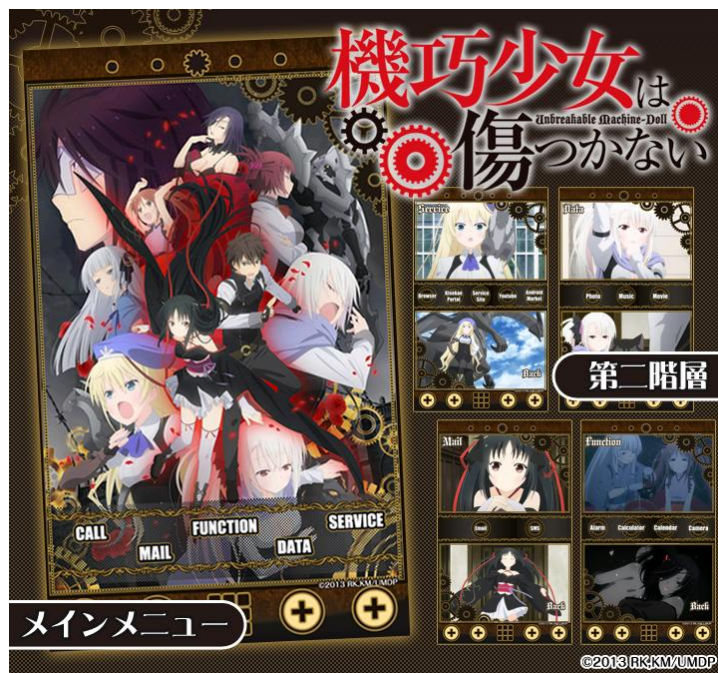 機巧少女は
Unbreakable Machine-Doll
傷つかない
CALL
MAIL
FUNCTION
DATA
SERVICE
©2013 RK,KM/UMDP
メインメニュー
Service
Browser
Kisekae Portal
Service Site
Youtube
Android Market
Back
Data
Photo
Music
Movie
第二階層
Mail
Email
SMS
Back
Function
Alarm
Calculator
Calendar
Camera
Back
©2013 RK,KM/UMDP